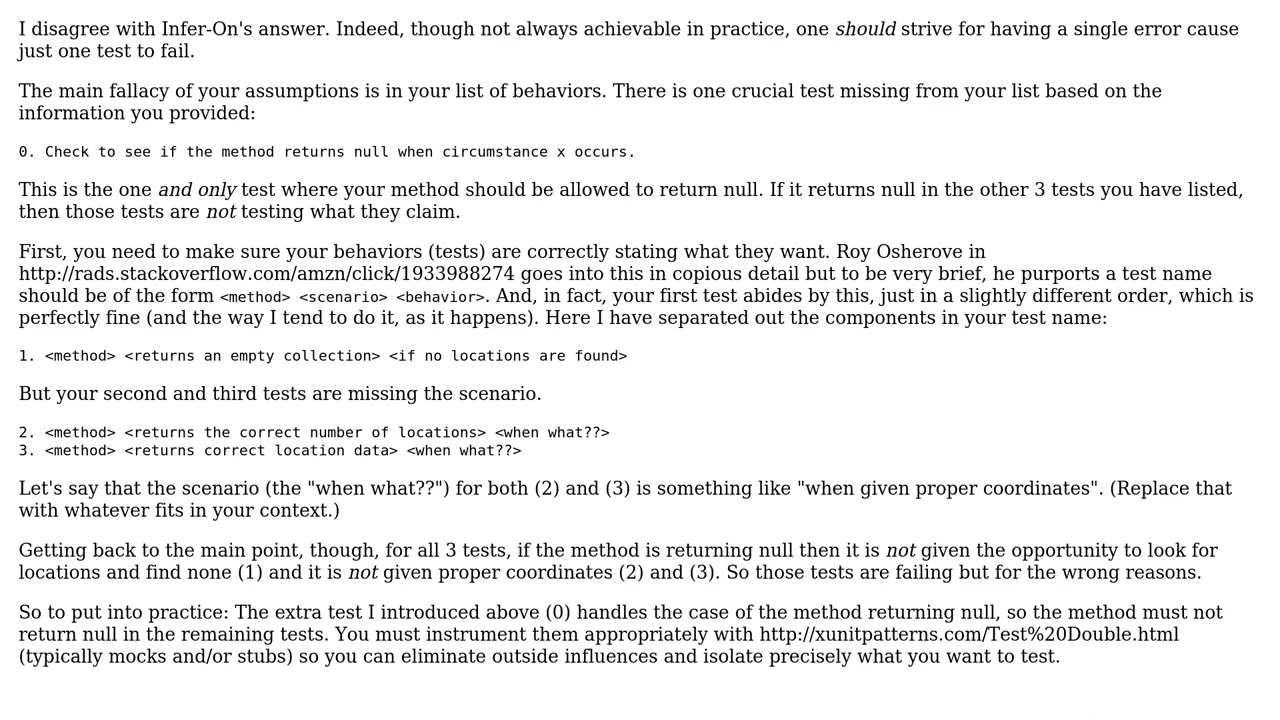 I disagree with Infer-On's answer. Indeed, though not always achievable in practice, one should strive for having a single error cause
just one test to fail.
The main fallacy of your assumptions is in your list of behaviors. There is one crucial test missing from your list based on the
information you provided:
0. Check to see if the method returns null when circumstance x occurs.
This is the one and only test where your method should be allowed to return null. If it returns null in the other 3 tests you have listed,
then those tests are not testing what they claim.
First, you need to make sure your behaviors (tests) are correctly stating what they want. Roy Osherove in
http://rads.stackoverflow.com/amzn/click/1933988274 goes into this in copious detail but to be very brief, he purports a test name
should be of the form <method> <scenario> <behavior>. And, in fact, your first test abides by this, just in a slightly different order, which is
perfectly fine (and the way I tend to do it, as it happens). Here I have separated out the components in your test name:
1. <method> <returns an empty collection> <if no locations are found>
But your second and third tests are missing the scenario.
2. <method> <returns the correct number of locations> <when what??>
3. <method> <returns correct location data> <when what??>
Let's say that the scenario (the "when what??") for both (2) and (3) is something like "when given proper coordinates". (Replace that
with whatever fits in your context.)
Getting back to the main point, though, for all 3 tests, if the method is returning null then it is not given the opportunity to look for
locations and find none (1) and it is not given proper coordinates (2) and (3). So those tests are failing but for the wrong reasons.
So to put into practice: The extra test I introduced above (0) handles the case of the method returning null, so the method must not
return null in the remaining tests. You must instrument them appropriately with http://xunitpatterns.com/Test%20Double.html
(typically mocks and/or stubs) so you can eliminate outside influences and isolate precisely what you want to test.